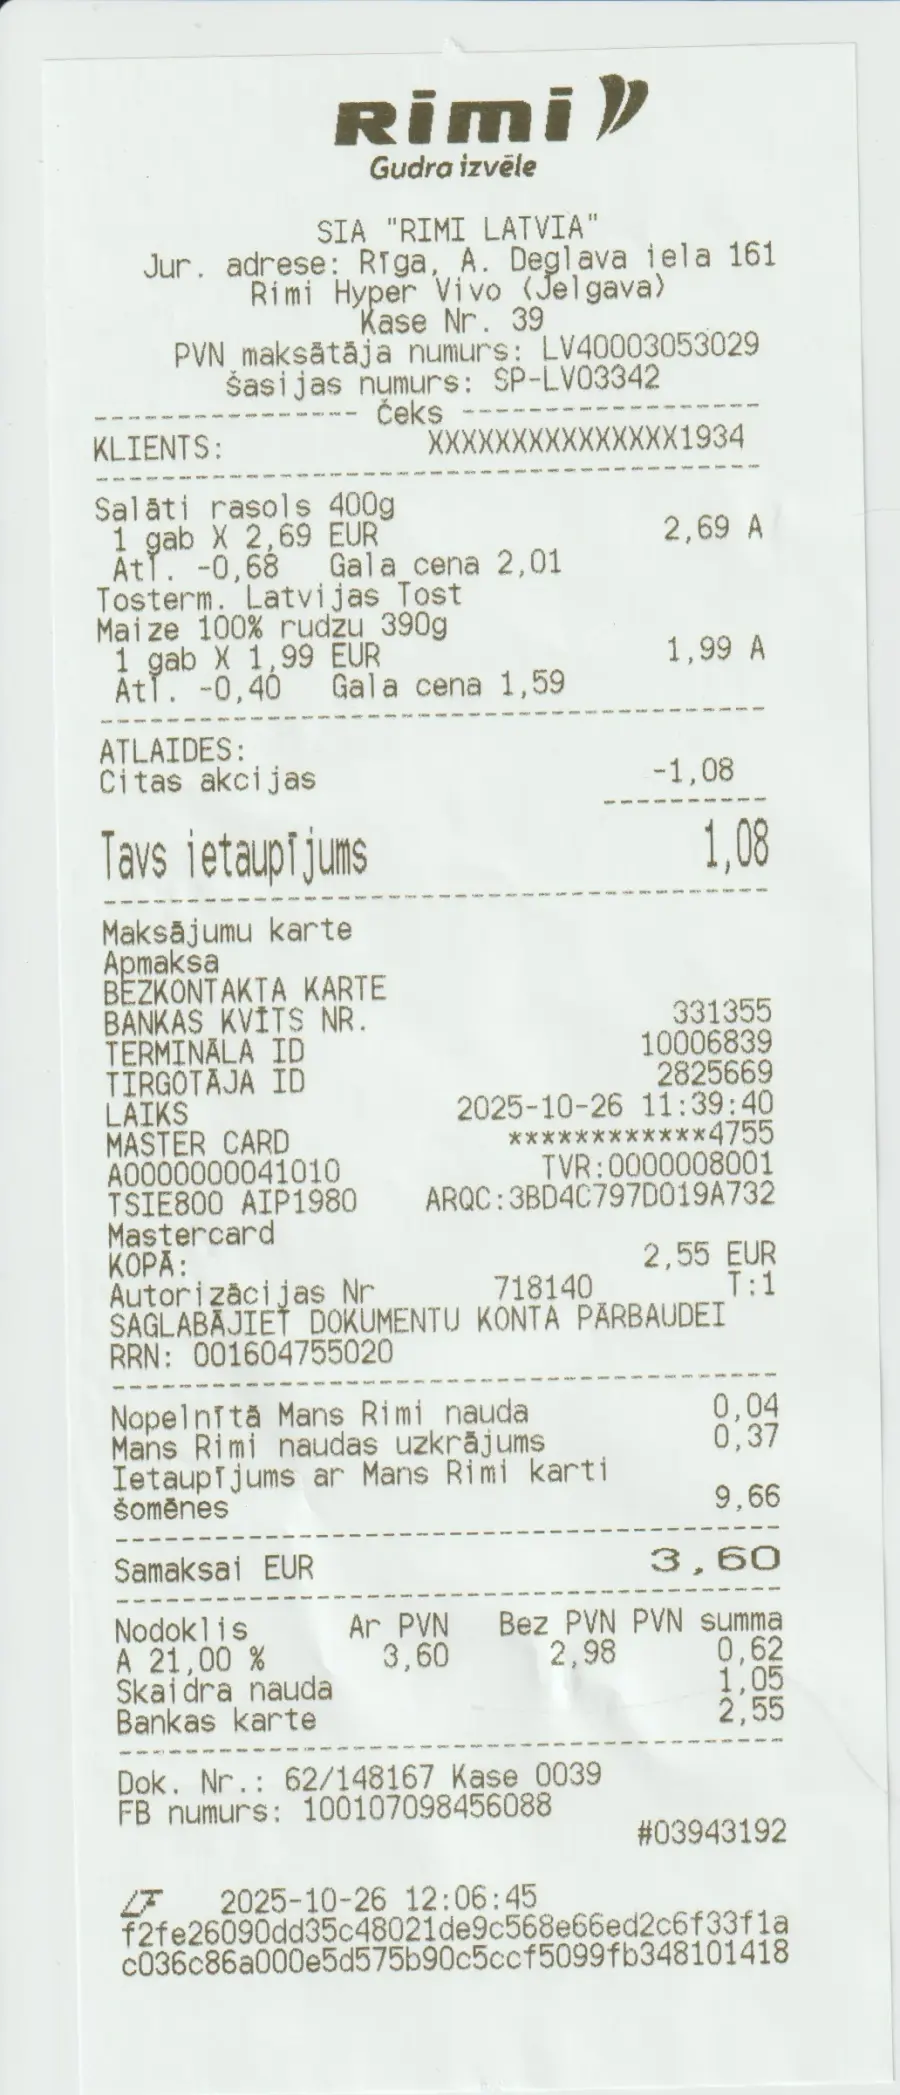 Rimi
Gudra izvēle
SIA "RIMI LATVIA"
Jur. adrese: Rīga, A. Deglava iela 161
Rimi Hyper Vivo (Jelgava)
Kase Nr. 39
PVN maksātāja numurs: LV40003053029
Šasijas numurs: SP-LV03342
---------------- Čeks ------------------
KLIENTS: XXXXXXXXXXXXXXX1934
Salāti rasols 400g
1 gab X 2,69 EUR 2,69 A
Atl. -0,68 Gala cena 2,01
Tosterm. Latvijas Tost
Maize 100% rudzu 390g
1 gab X 1,99 EUR 1,99 A
Atl. -0,40 Gala cena 1,59
ATLAIDES:
Citas akcijas -1,08
Tavs ietaupījums 1,08
Maksājumu karte
Apmaksa
BEZKONTAKTA KARTE
BANKAS KVĪTS NR. 331355
TERMINĀLA ID 10006839
TIRGOTĀJA ID 2825669
LAIKS 2025-10-26 11:39:40
MASTER CARD ************4755
A0000000041010 TVR:0000008001
TSIE800 AIP1980 ARQC:3BD4C797D019A732
Mastercard
KOPĀ: 2,55 EUR
Autorizācijas Nr 718140 T:1
SAGLABĀJIET DOKUMENTU KONTA PĀRBAUDEI
RRN: 001604755020
Nopelnītā Mans Rimi nauda 0,04
Mans Rimi naudas uzkrājums 0,37
Ietaupījums ar Mans Rimi karti
šomēnes 9,66
Samaksai EUR 3,60
Nodoklis Ar PVN Bez PVN PVN summa
A 21,00 % 3,60 2,98 0,62
Skaidra nauda 1,05
Bankas karte 2,55
Dok. Nr.: 62/148167 Kase 0039
FB numurs: 100107098456088
#03943192
LF 2025-10-26 12:06:45
f2fe26090dd35c48021de9c568e66ed2c6f33f1a
c036c86a000e5d575b90c5ccf5099fb348101418